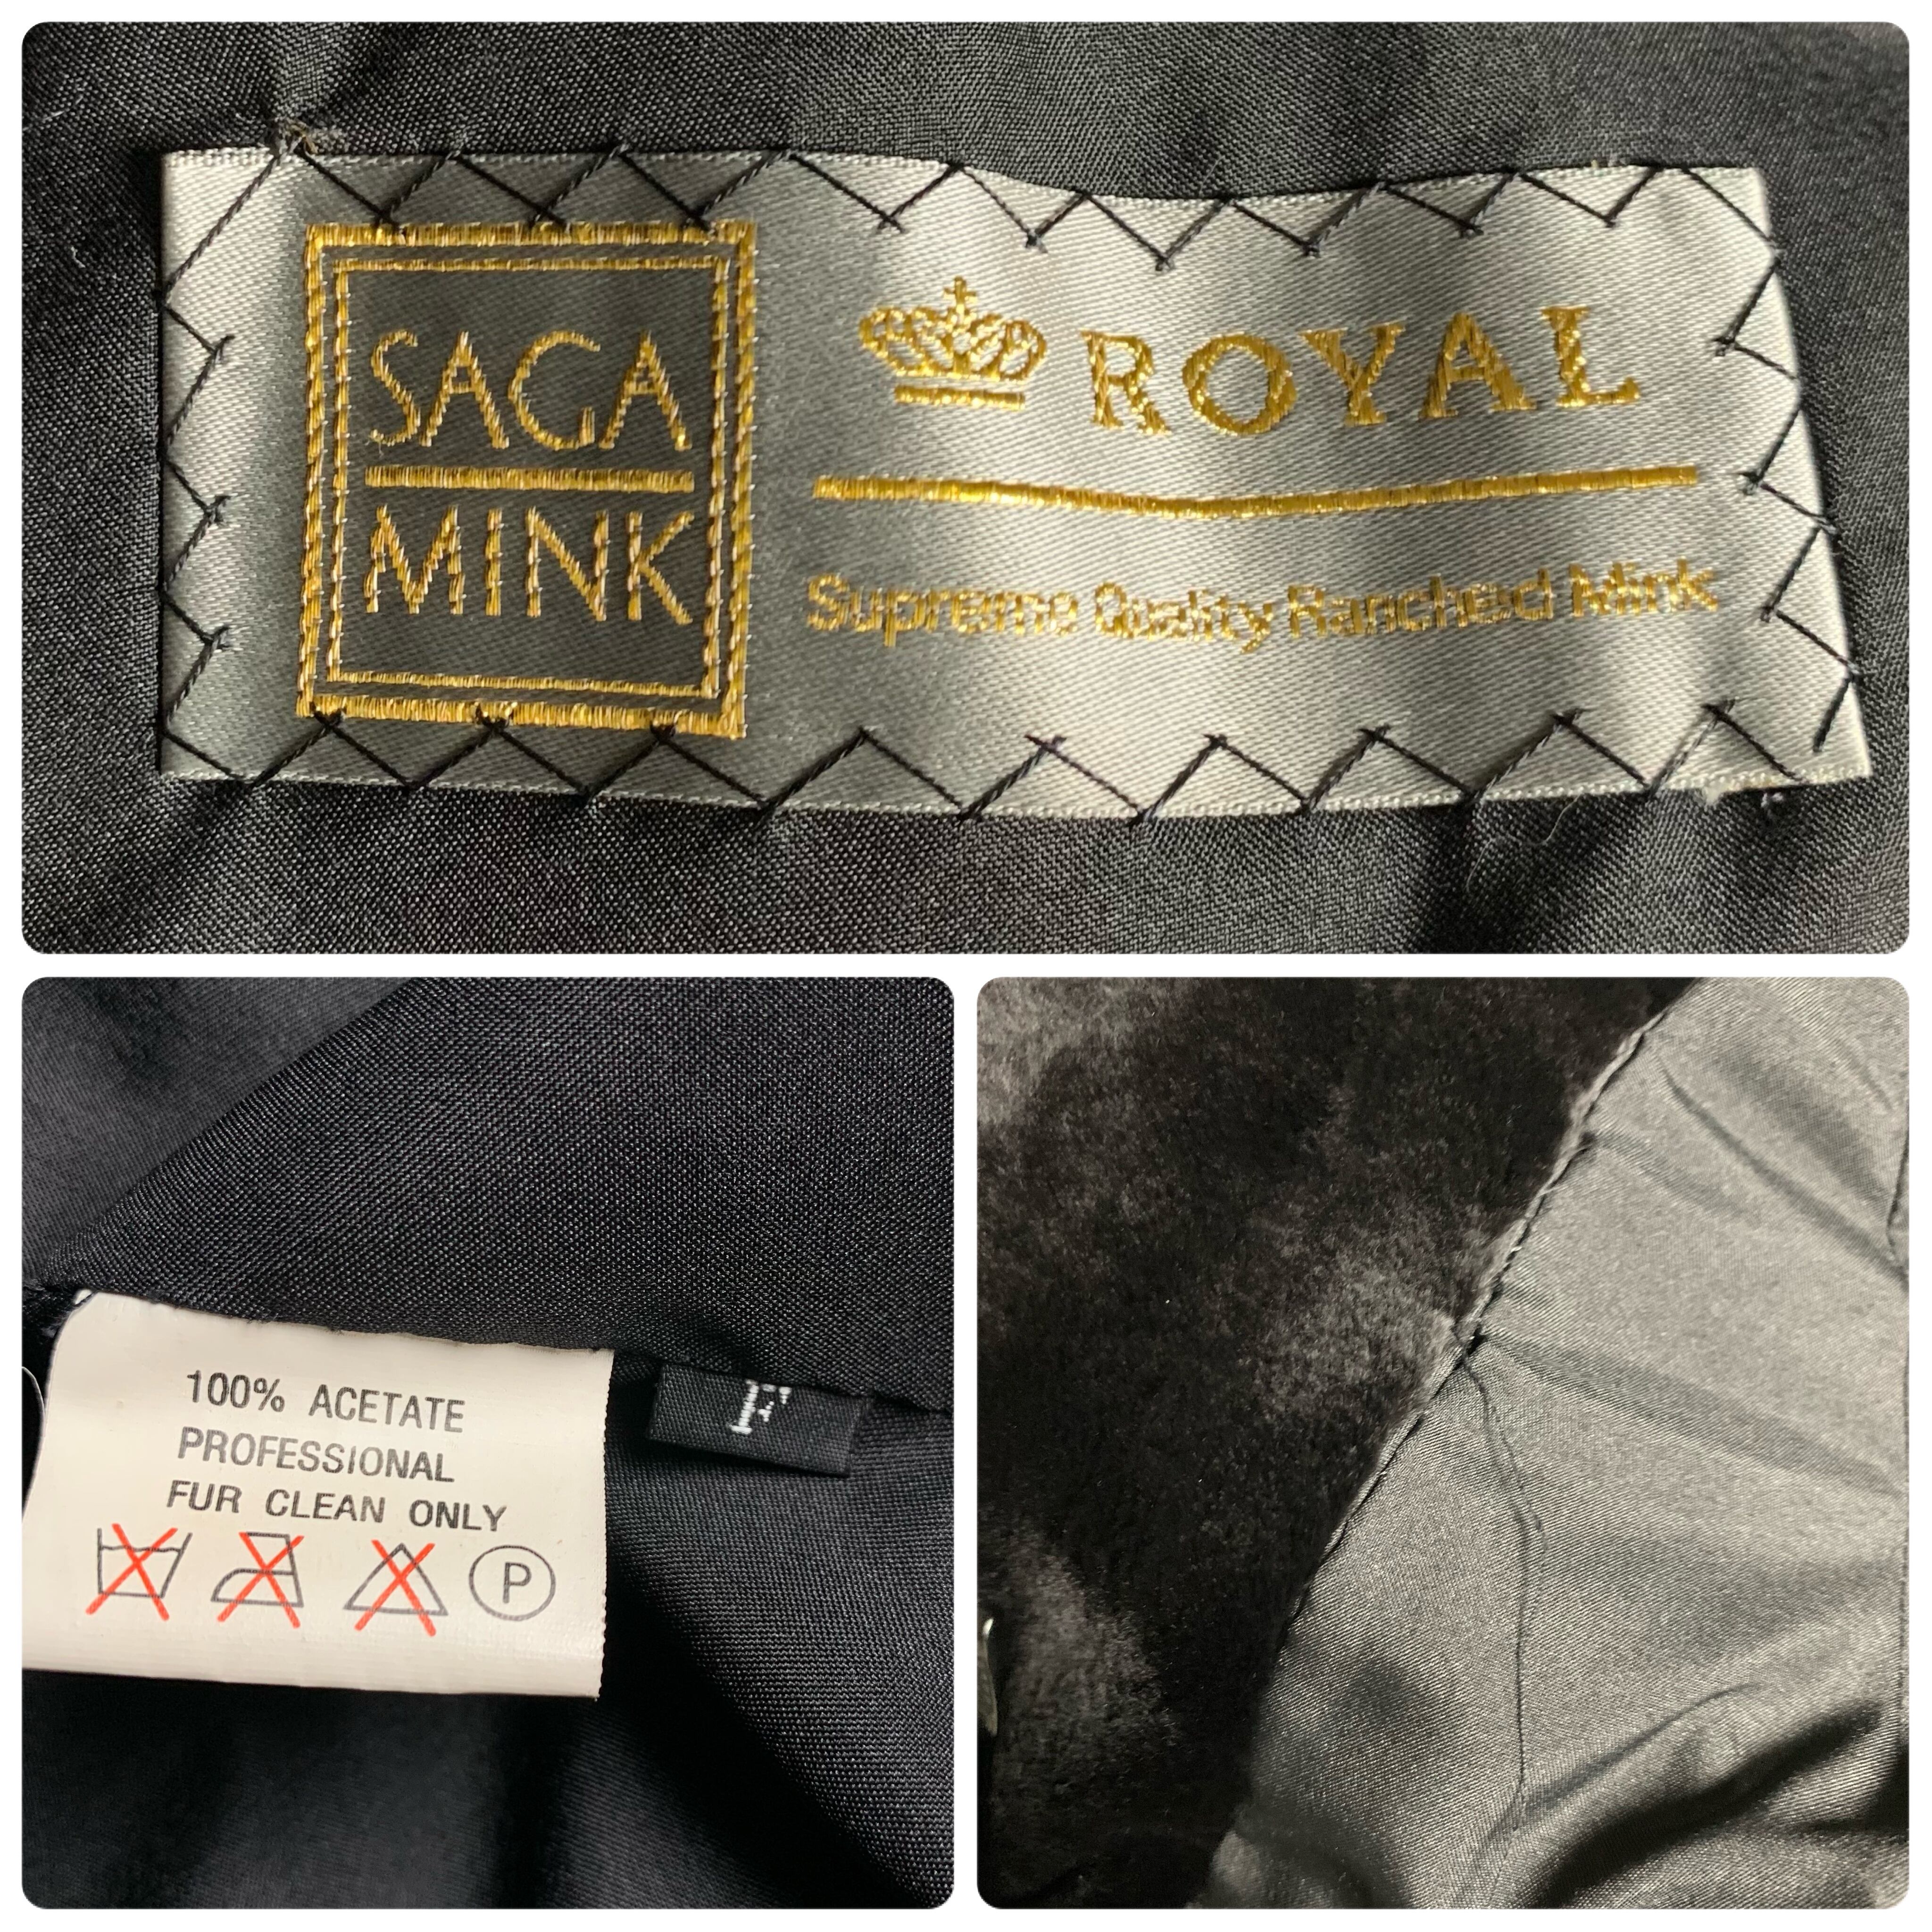 SAGA
MINK
ROYAL
Supreme Quality Ranched Mink
100% ACETATE
PROFESSIONAL
FUR CLEAN ONLY
P
F